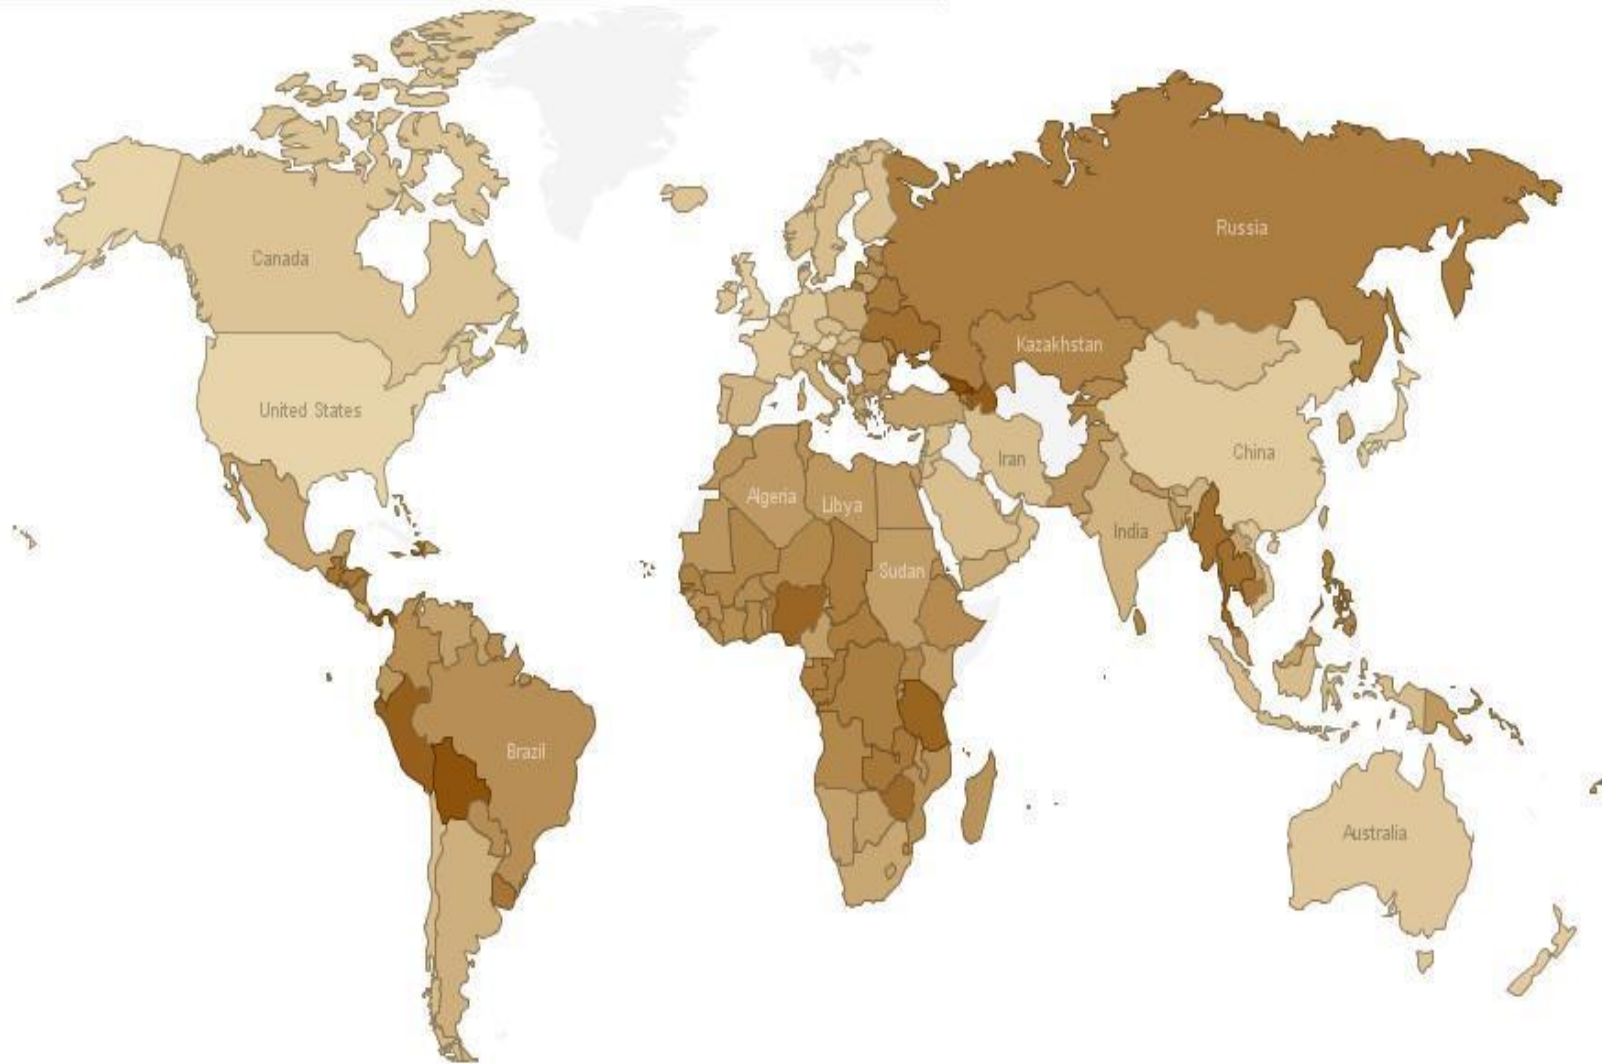 Russia
Canada
Kazakhstan
United States
China
Iran
Algeria
Libya
India
Sudan
Brazil
Australia